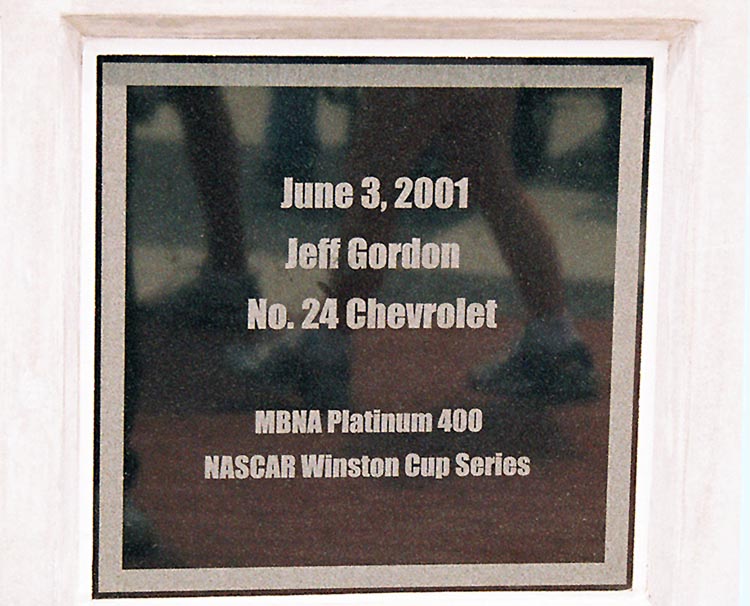 June 3, 2001
Jeff Gordon
No. 24 Chevrolet
MBNA Platinum 400
NASCAR Winston Cup Series